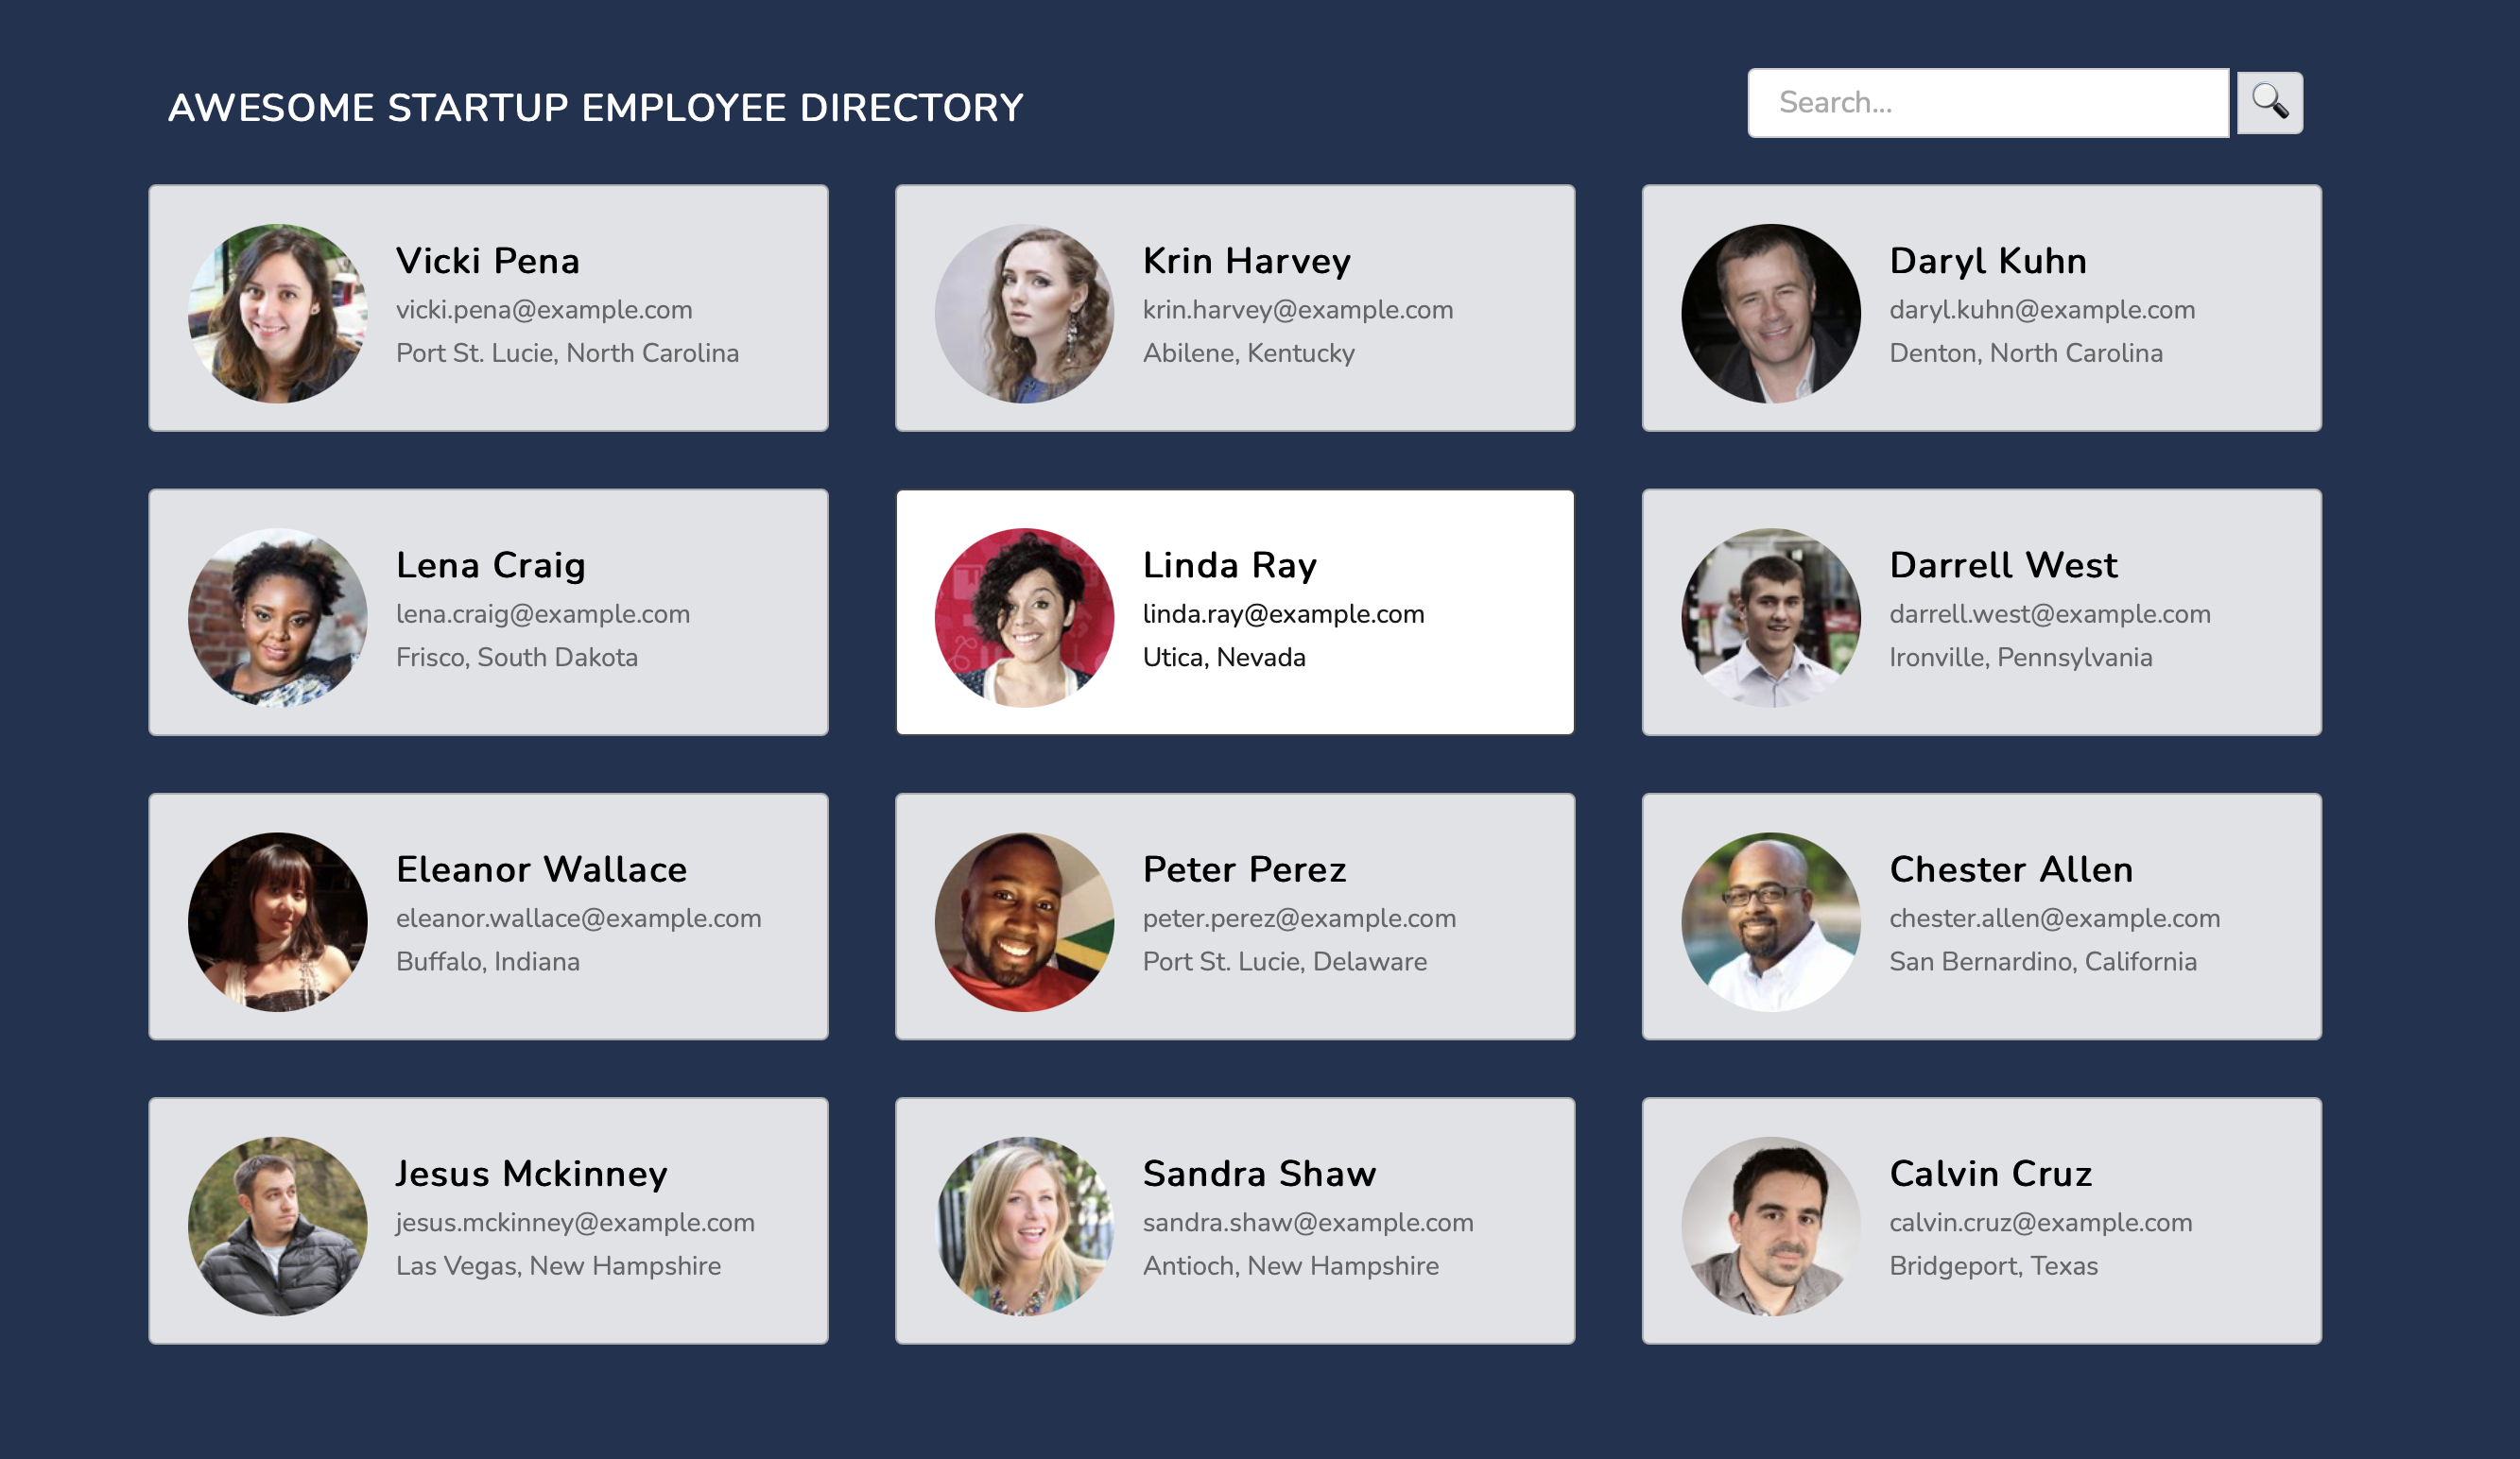 AWESOME STARTUP EMPLOYEE DIRECTORY
Search...
Vicki Pena
vicki.pena@example.com
Port St. Lucie, North Carolina
Krin Harvey
krin.harvey@example.com
Abilene, Kentucky
Daryl Kuhn
daryl.kuhn@example.com
Denton, North Carolina
Lena Craig
lena.craig@example.com
Frisco, South Dakota
Linda Ray
linda.ray@example.com
Utica, Nevada
Darrell West
darrell.west@example.com
Ironville, Pennsylvania
Eleanor Wallace
eleanor.wallace@example.com
Buffalo, Indiana
Peter Perez
peter.perez@example.com
Port St. Lucie, Delaware
Chester Allen
chester.allen@example.com
San Bernardino, California
Jesus Mckinney
jesus.mckinney@example.com
Las Vegas, New Hampshire
Sandra Shaw
sandra.shaw@example.com
Antioch, New Hampshire
Calvin Cruz
calvin.cruz@example.com
Bridgeport, Texas